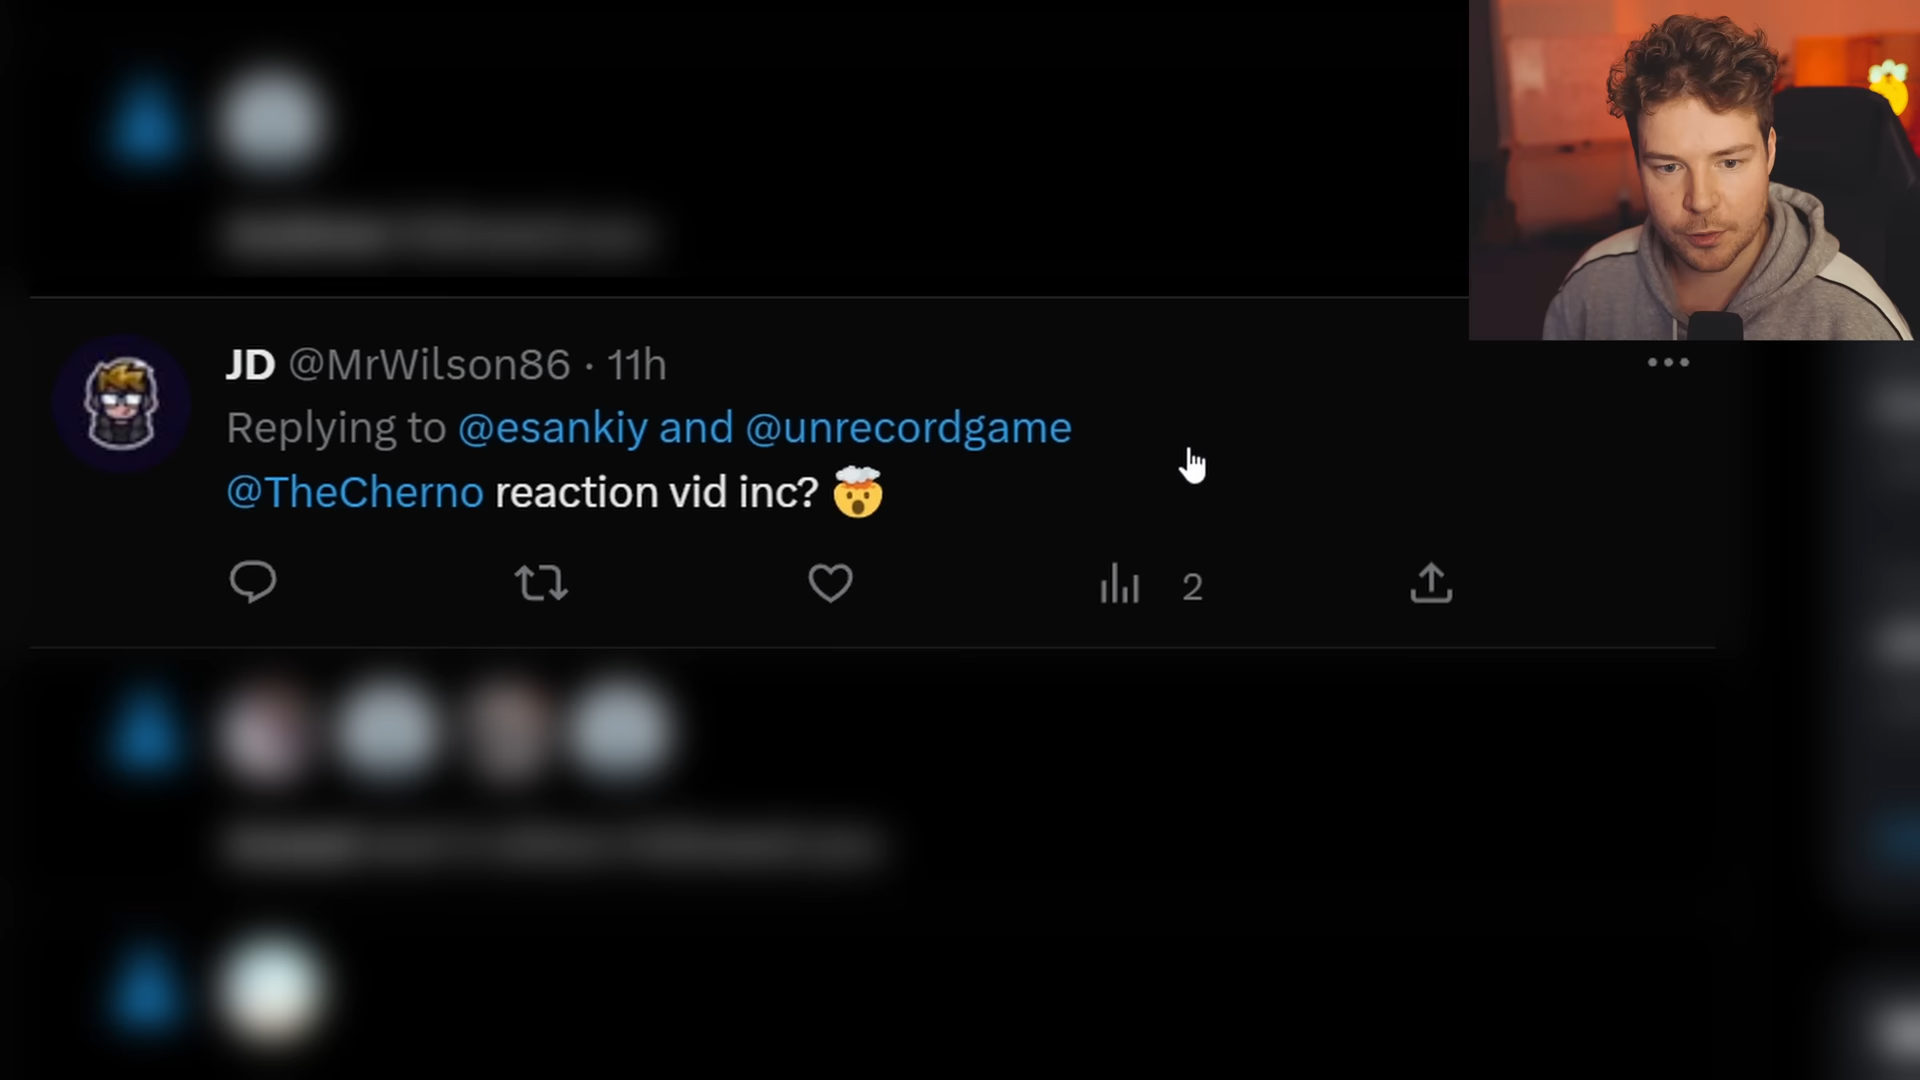 JD @MrWilson86 · 11h
Replying to @esankiy and @unrecordgame
@TheCherno reaction vid inc? 🤯
2